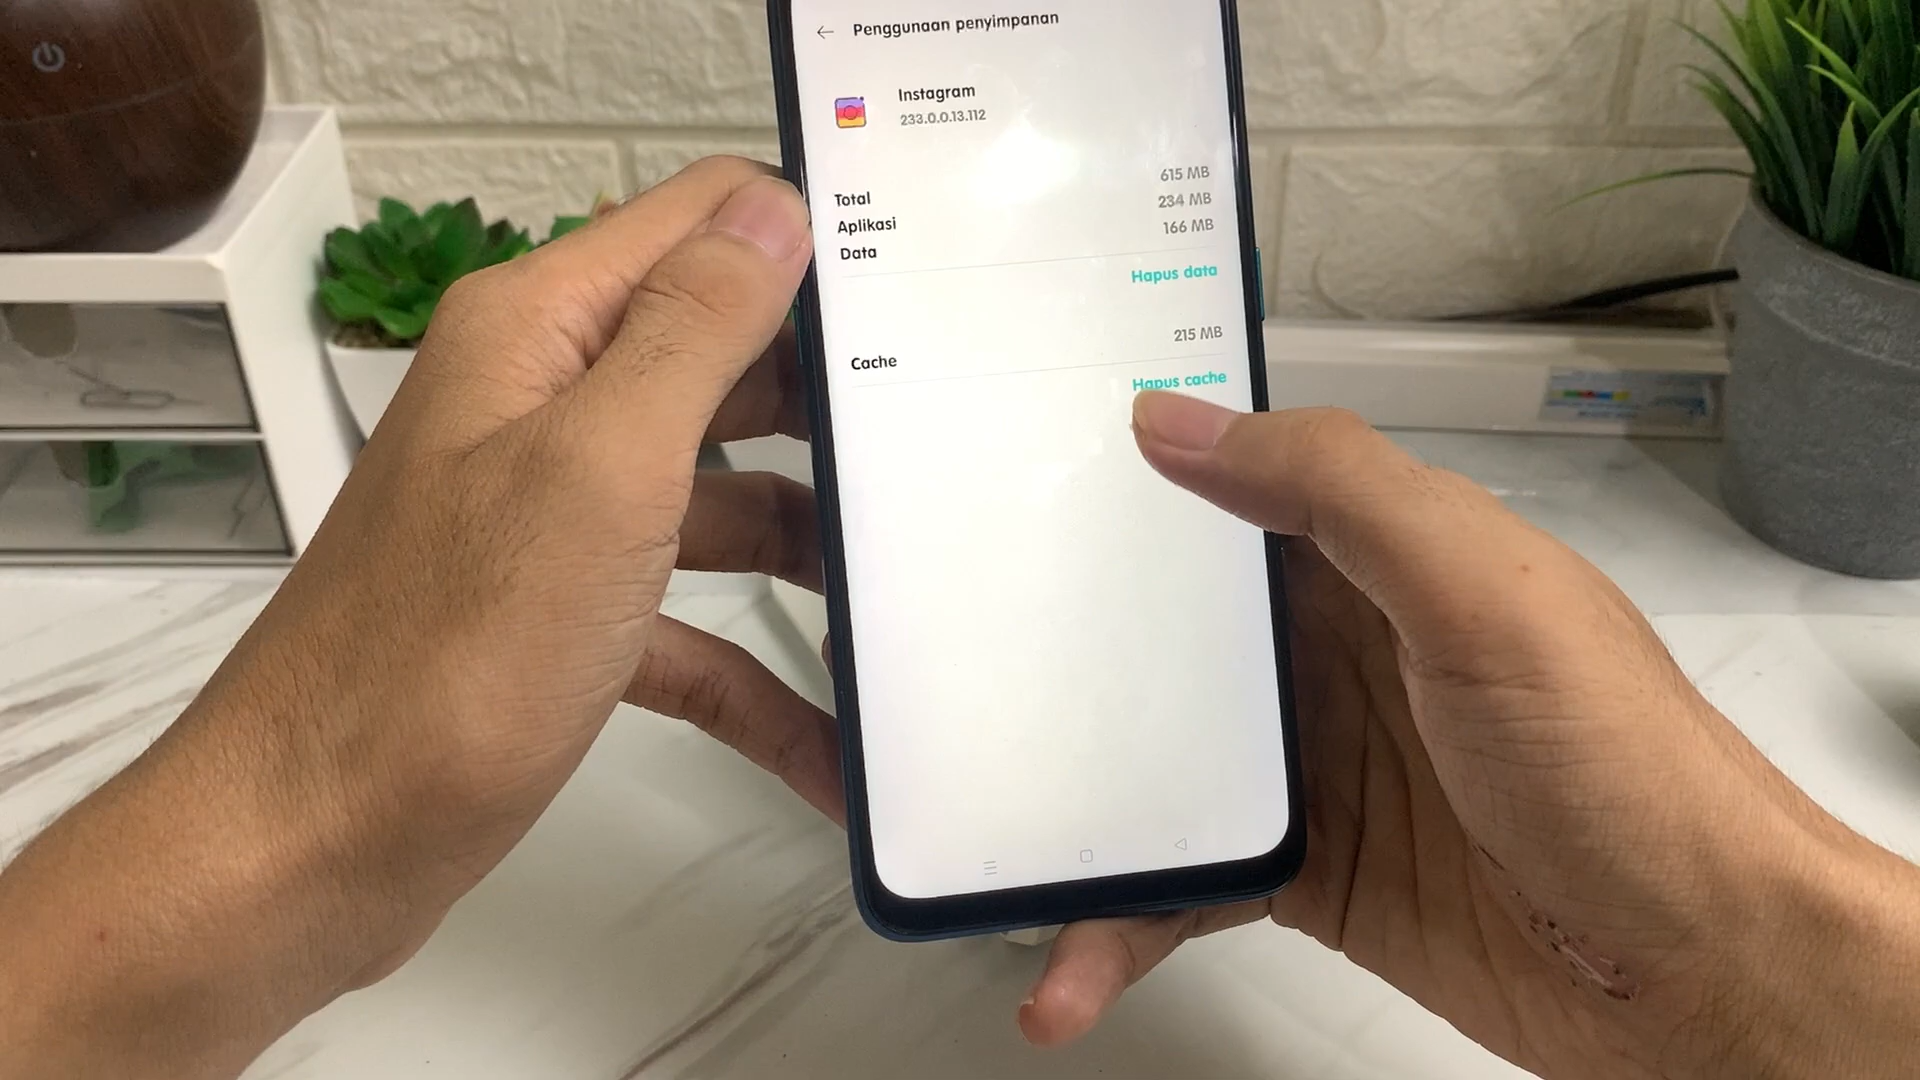 Penggunaan penyimpanan
Instagram
233.0.0.13.112
Total 615 MB
Aplikasi 234 MB
Data 166 MB
Hapus data
Cache 215 MB
Hapus cache